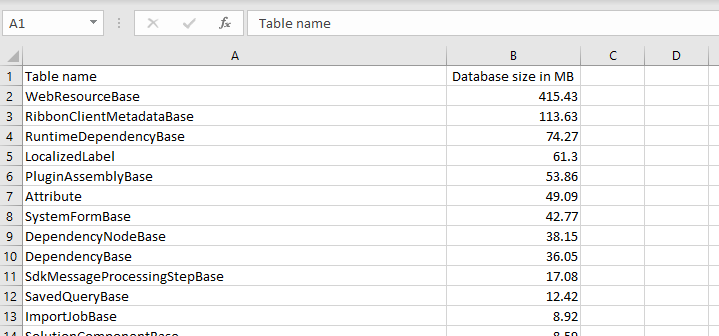 A1 fx Table name
A B C D
1 Table name Database size in MB
2 WebResourceBase 415.43
3 RibbonClientMetadataBase 113.63
4 RuntimeDependencyBase 74.27
5 LocalizedLabel 61.3
6 PluginAssemblyBase 53.86
7 Attribute 49.09
8 SystemFormBase 42.77
9 DependencyNodeBase 38.15
10 DependencyBase 36.05
11 SdkMessageProcessingStepBase 17.08
12 SavedQueryBase 12.42
13 ImportJobBase 8.92
14 SolutionComponentBase 8.59